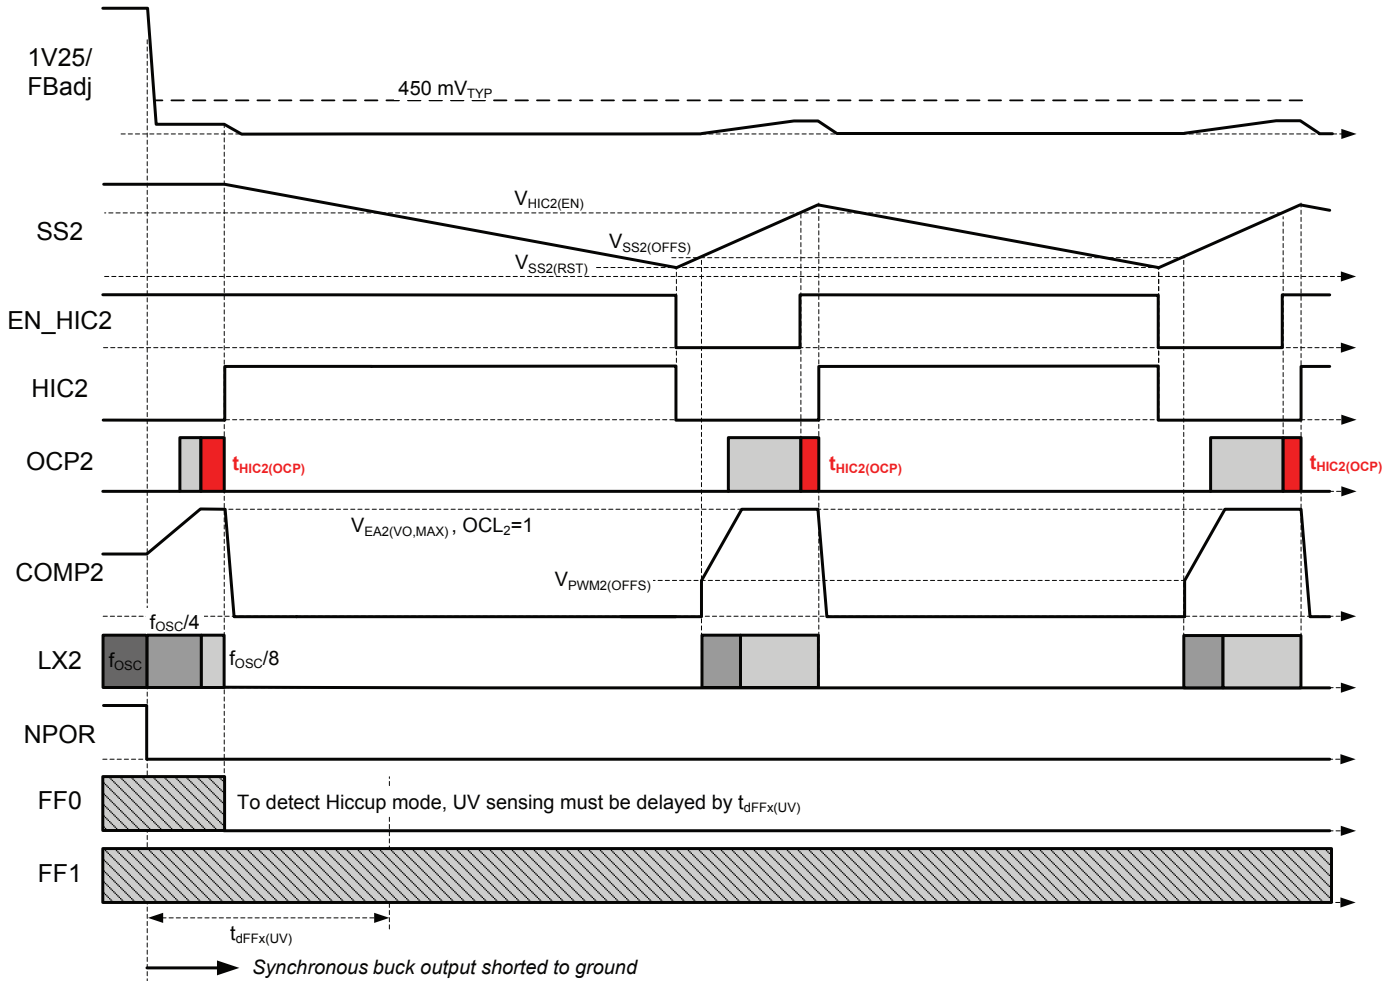 1V25/
FBadj
450 mVTYP
SS2
VHIC2(EN)
VSS2(OFFS)
VSS2(RST)
EN_HIC2
HIC2
OCP2
tHIC2(OCP)
tHIC2(OCP)
tHIC2(OCP)
COMP2
VEA2(VO,MAX) , OCL2=1
VPWM2(OFFS)
LX2
fOSC
fOSC/4
fOSC/8
NPOR
FF0
To detect Hiccup mode, UV sensing must be delayed by tdFFx(UV)
FF1
tdFFx(UV)
Synchronous buck output shorted to ground